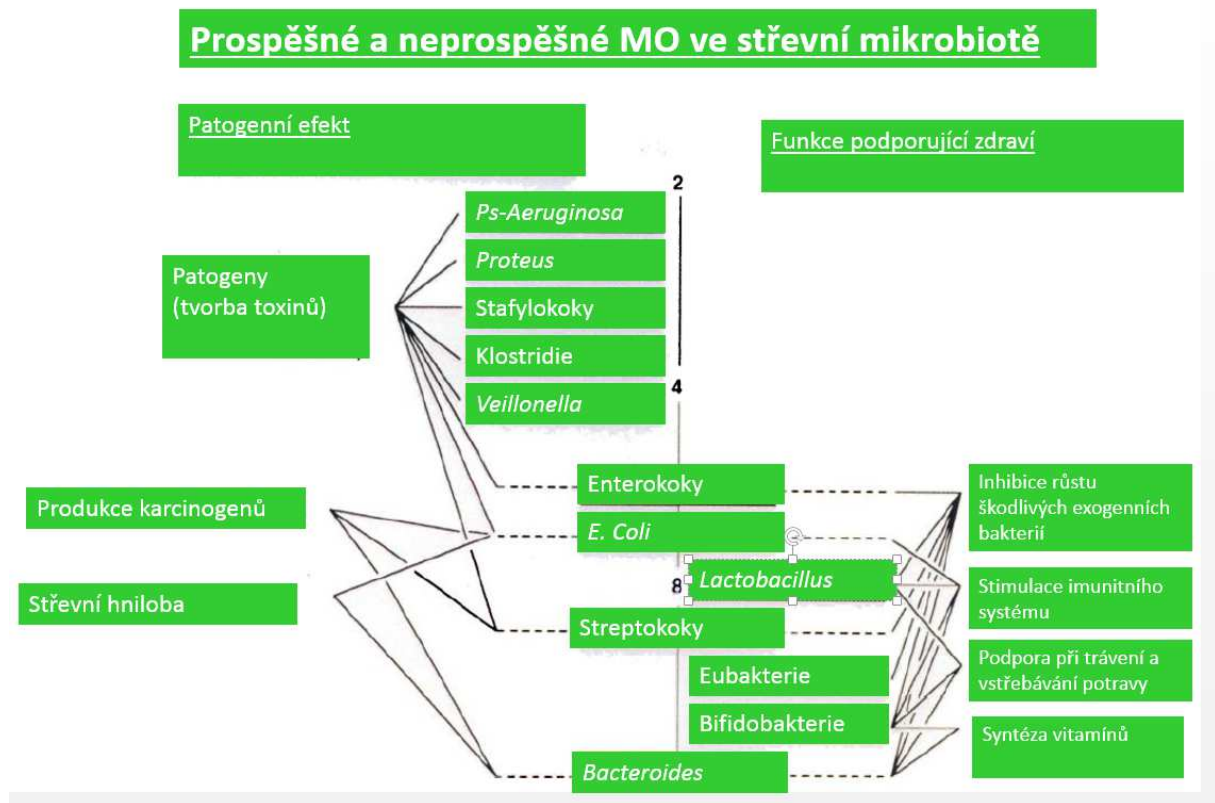 Prospěšné a neprospěšné MO ve střevní mikrobiotě
Patogenní efekt
Funkce podporující zdraví
2
Ps-Aeruginosa
Proteus
Patogeny
(tvorba toxinů)
Stafylokoky
Klostridie
4
Veillonella
Enterokoky
Inhibice růstu
škodlivých exogenních
bakterií
Produkce karcinogenů
E. Coli
8
Lactobacillus
Stimulace imunitního
systému
Střevní hniloba
Streptokoky
Podpora při trávení a
vstřebávání potravy
Eubakterie
Bifidobakterie
Syntéza vitamínů
Bacteroides